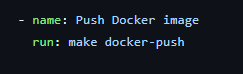 - name: Push Docker image
run: make docker-push